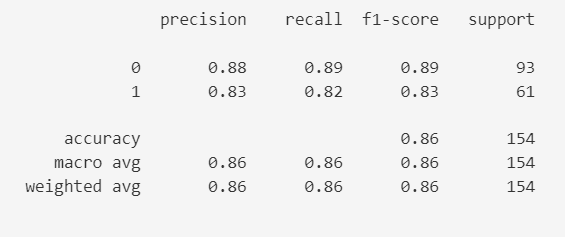 precision recall f1-score support
0 0.88 0.89 0.89 93
1 0.83 0.82 0.83 61
accuracy 0.86 154
macro avg 0.86 0.86 0.86 154
weighted avg 0.86 0.86 0.86 154